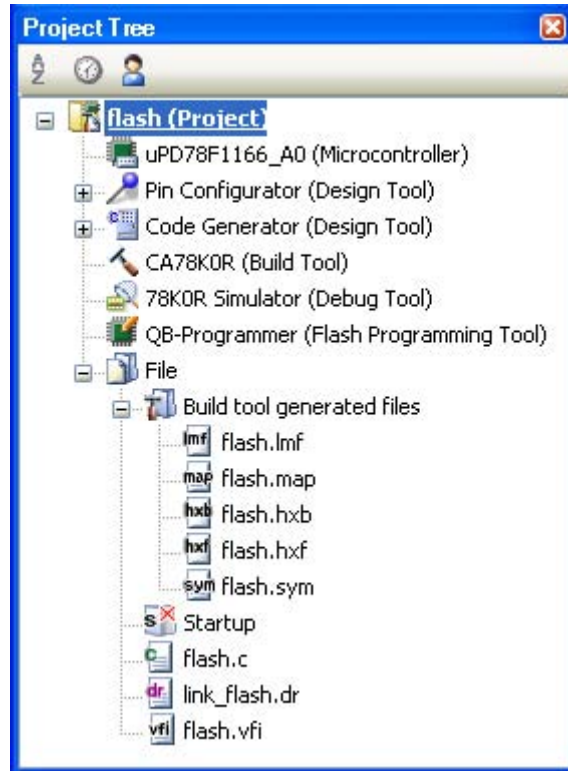 Project Tree
flash (Project)
uPD78F1166_A0 (Microcontroller)
Pin Configurator (Design Tool)
Code Generator (Design Tool)
CA78K0R (Build Tool)
78K0R Simulator (Debug Tool)
QB-Programmer (Flash Programming Tool)
File
Build tool generated files
lmf flash.lmf
map flash.map
hxb flash.hxb
hxf flash.hxf
sym flash.sym
S Startup
C flash.c
dr link_flash.dr
vfi flash.vfi